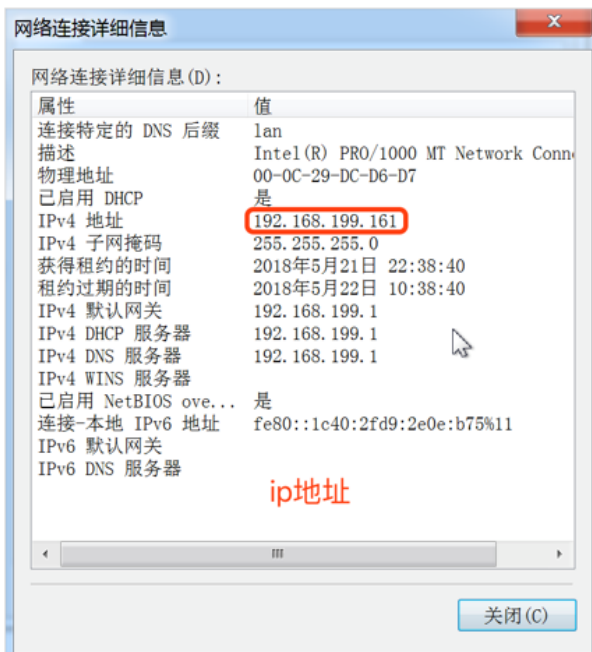 网络连接详细信息
网络连接详细信息(D):
属性 值
连接特定的 DNS 后缀 lan
描述 Intel(R) PRO/1000 MT Network Conn
物理地址 00-0C-29-DC-D6-D7
已启用 DHCP 是
IPv4 地址 192.168.199.161
IPv4 子网掩码 255.255.255.0
获得租约的时间 2018年5月21日 22:38:40
租约过期的时间 2018年5月22日 10:38:40
IPv4 默认网关 192.168.199.1
IPv4 DHCP 服务器 192.168.199.1
IPv4 DNS 服务器 192.168.199.1
IPv4 WINS 服务器
已启用 NetBIOS ove... 是
连接-本地 IPv6 地址 fe80::1c40:2fd9:2e0e:b75%11
IPv6 默认网关
IPv6 DNS 服务器
ip地址
关闭(C)